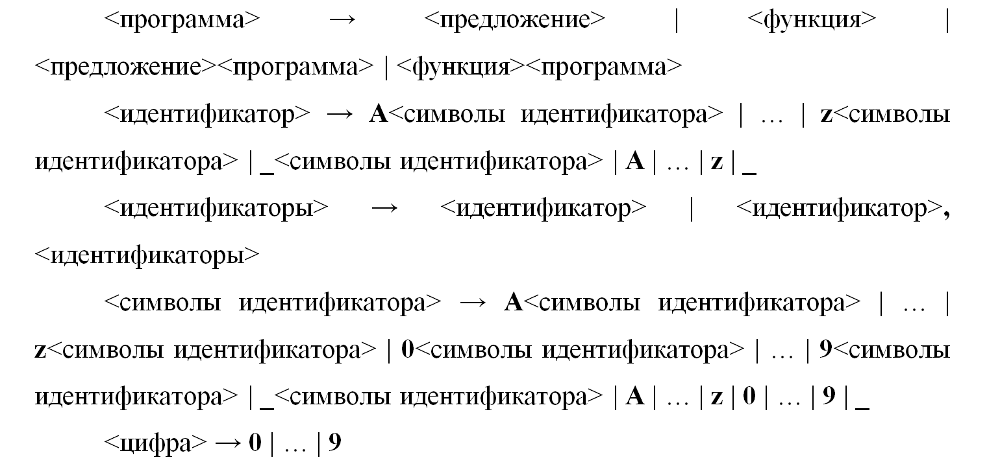 <программа> → <предложение> | <функция> |
<предложение><программа> | <функция><программа>
<идентификатор> → A<символы идентификатора> | … | z<символы
идентификатора> | _<символы идентификатора> | A | … | z | _
<идентификаторы> → <идентификатор> | <идентификатор>,
<идентификаторы>
<символы идентификатора> → A<символы идентификатора> | … |
z<символы идентификатора> | 0<символы идентификатора> | … | 9<символы
идентификатора> | _<символы идентификатора> | A | … | z | 0 | … | 9 | _
<цифра> → 0 | … | 9